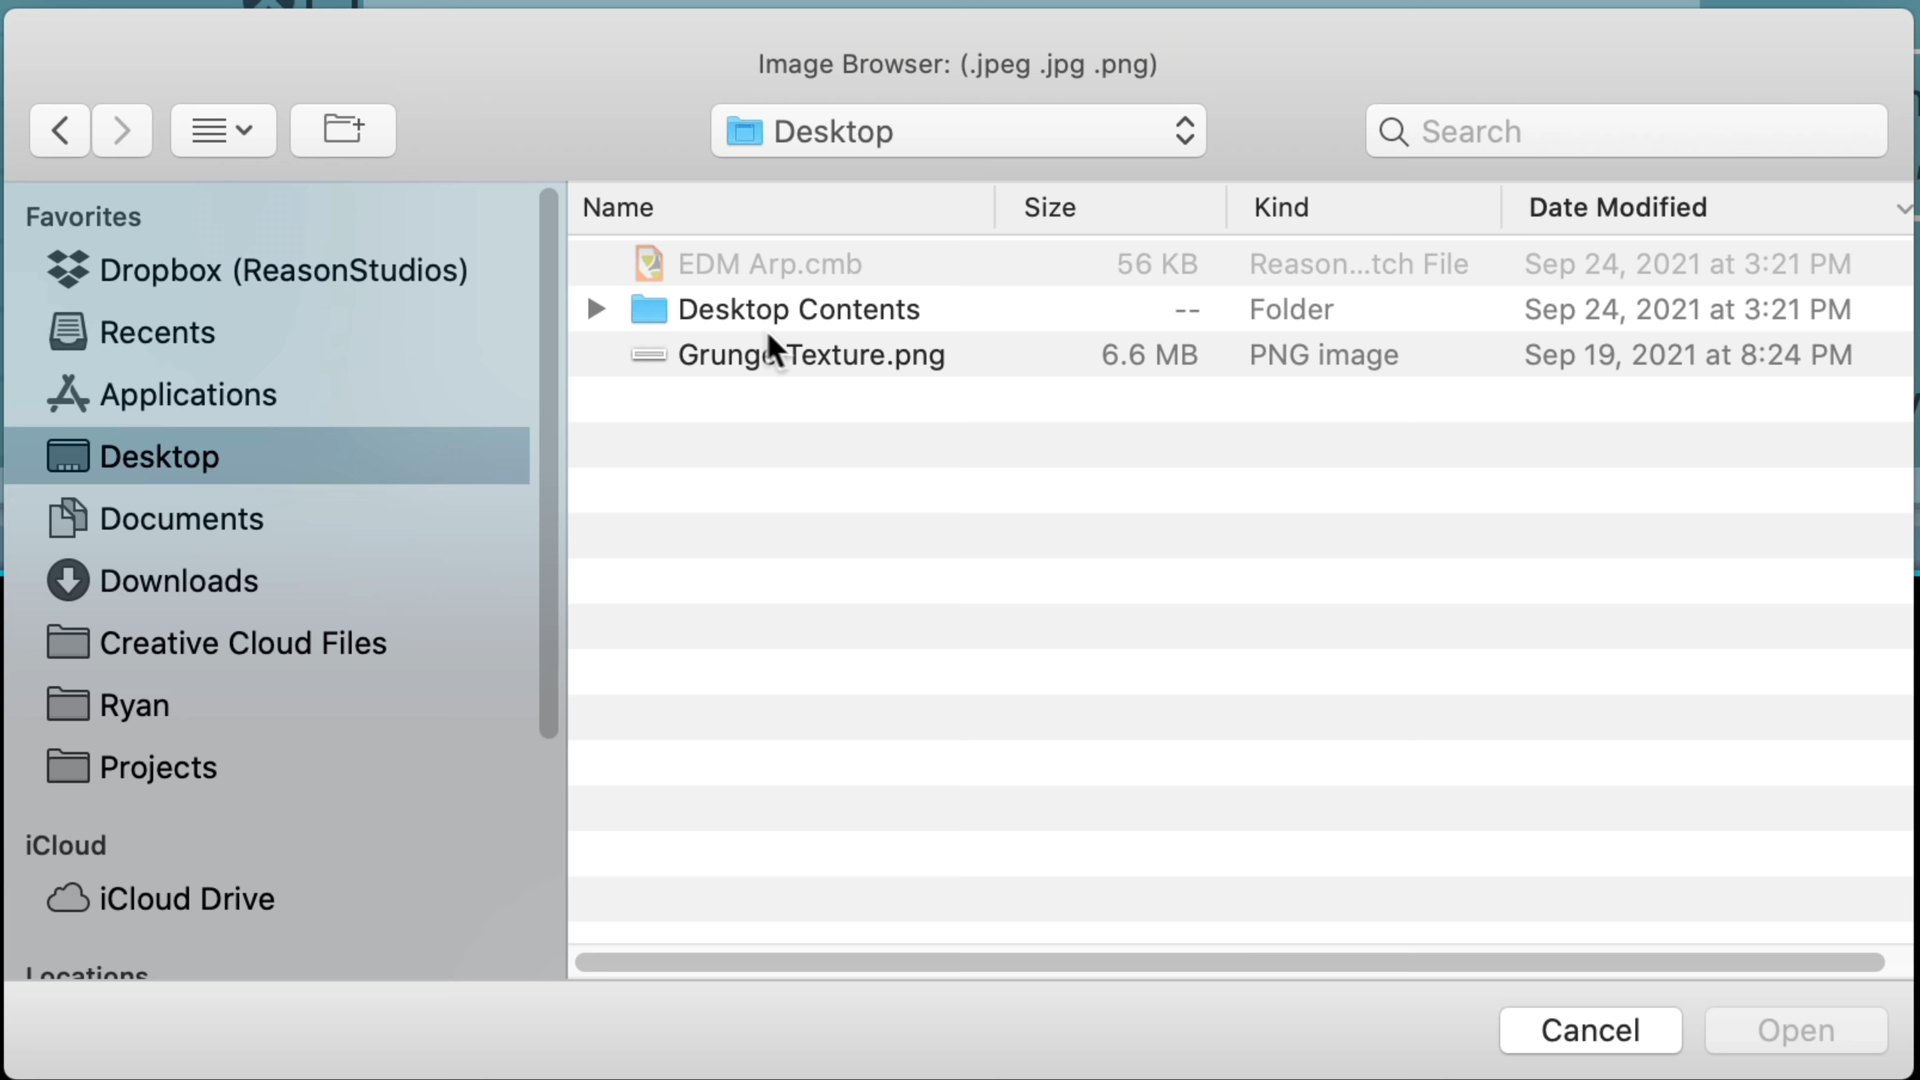 Image Browser: (.jpeg .jpg .png)
Desktop
Search
Favorites
Dropbox (ReasonStudios)
Recents
Applications
Desktop
Documents
Downloads
Creative Cloud Files
Ryan
Projects
iCloud
iCloud Drive
Locations
Name Size Kind Date Modified
EDM Arp.cmb 56 KB Reason...tch File Sep 24, 2021 at 3:21 PM
Desktop Contents -- Folder Sep 24, 2021 at 3:21 PM
Grunge Texture.png 6.6 MB PNG image Sep 19, 2021 at 8:24 PM
Cancel Open